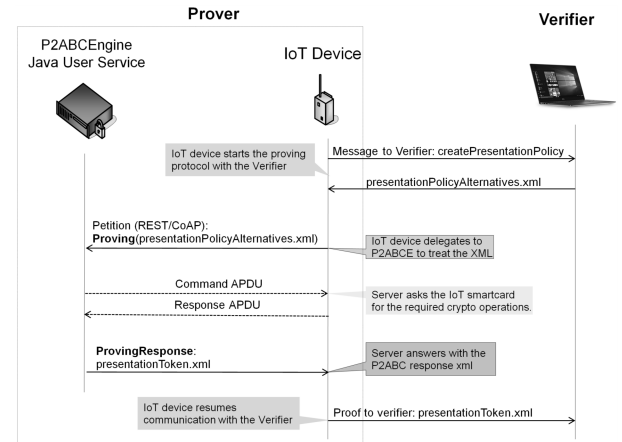 Prover
Verifier
P2ABCEngine
Java User Service
IoT Device
IoT device starts the proving
protocol with the Verifier
Message to Verifier: createPresentationPolicy
presentationPolicyAlternatives.xml
Petition (REST/CoAP):
Proving(presentationPolicyAlternatives.xml)
IoT device delegates to
P2ABCE to treat the XML
Command APDU
Response APDU
Server asks the IoT smartcard
for the required crypto operations.
ProvingResponse:
presentationToken.xml
Server answers with the
P2ABC response xml
IoT device resumes
communication with the Verifier
Proof to verifier: presentationToken.xml